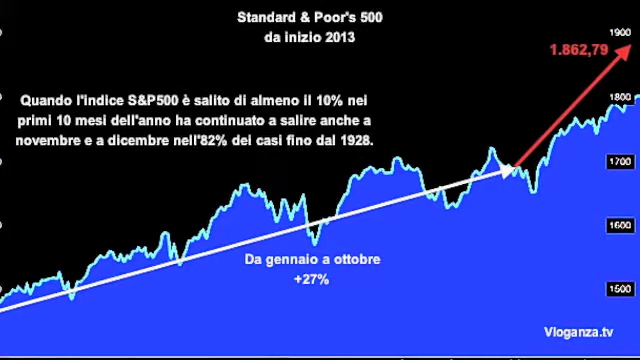 Standard & Poor's 500
da inizio 2013
1900
1.862,79
Quando l'indice S&P500 è salito di almeno il 10% nei
primi 10 mesi dell'anno ha continuato a salire anche a
novembre e a dicembre nell'82% dei casi fino dal 1928.
1800
1700
1600
Da gennaio a ottobre
+27%
1500
Vloganza.tv